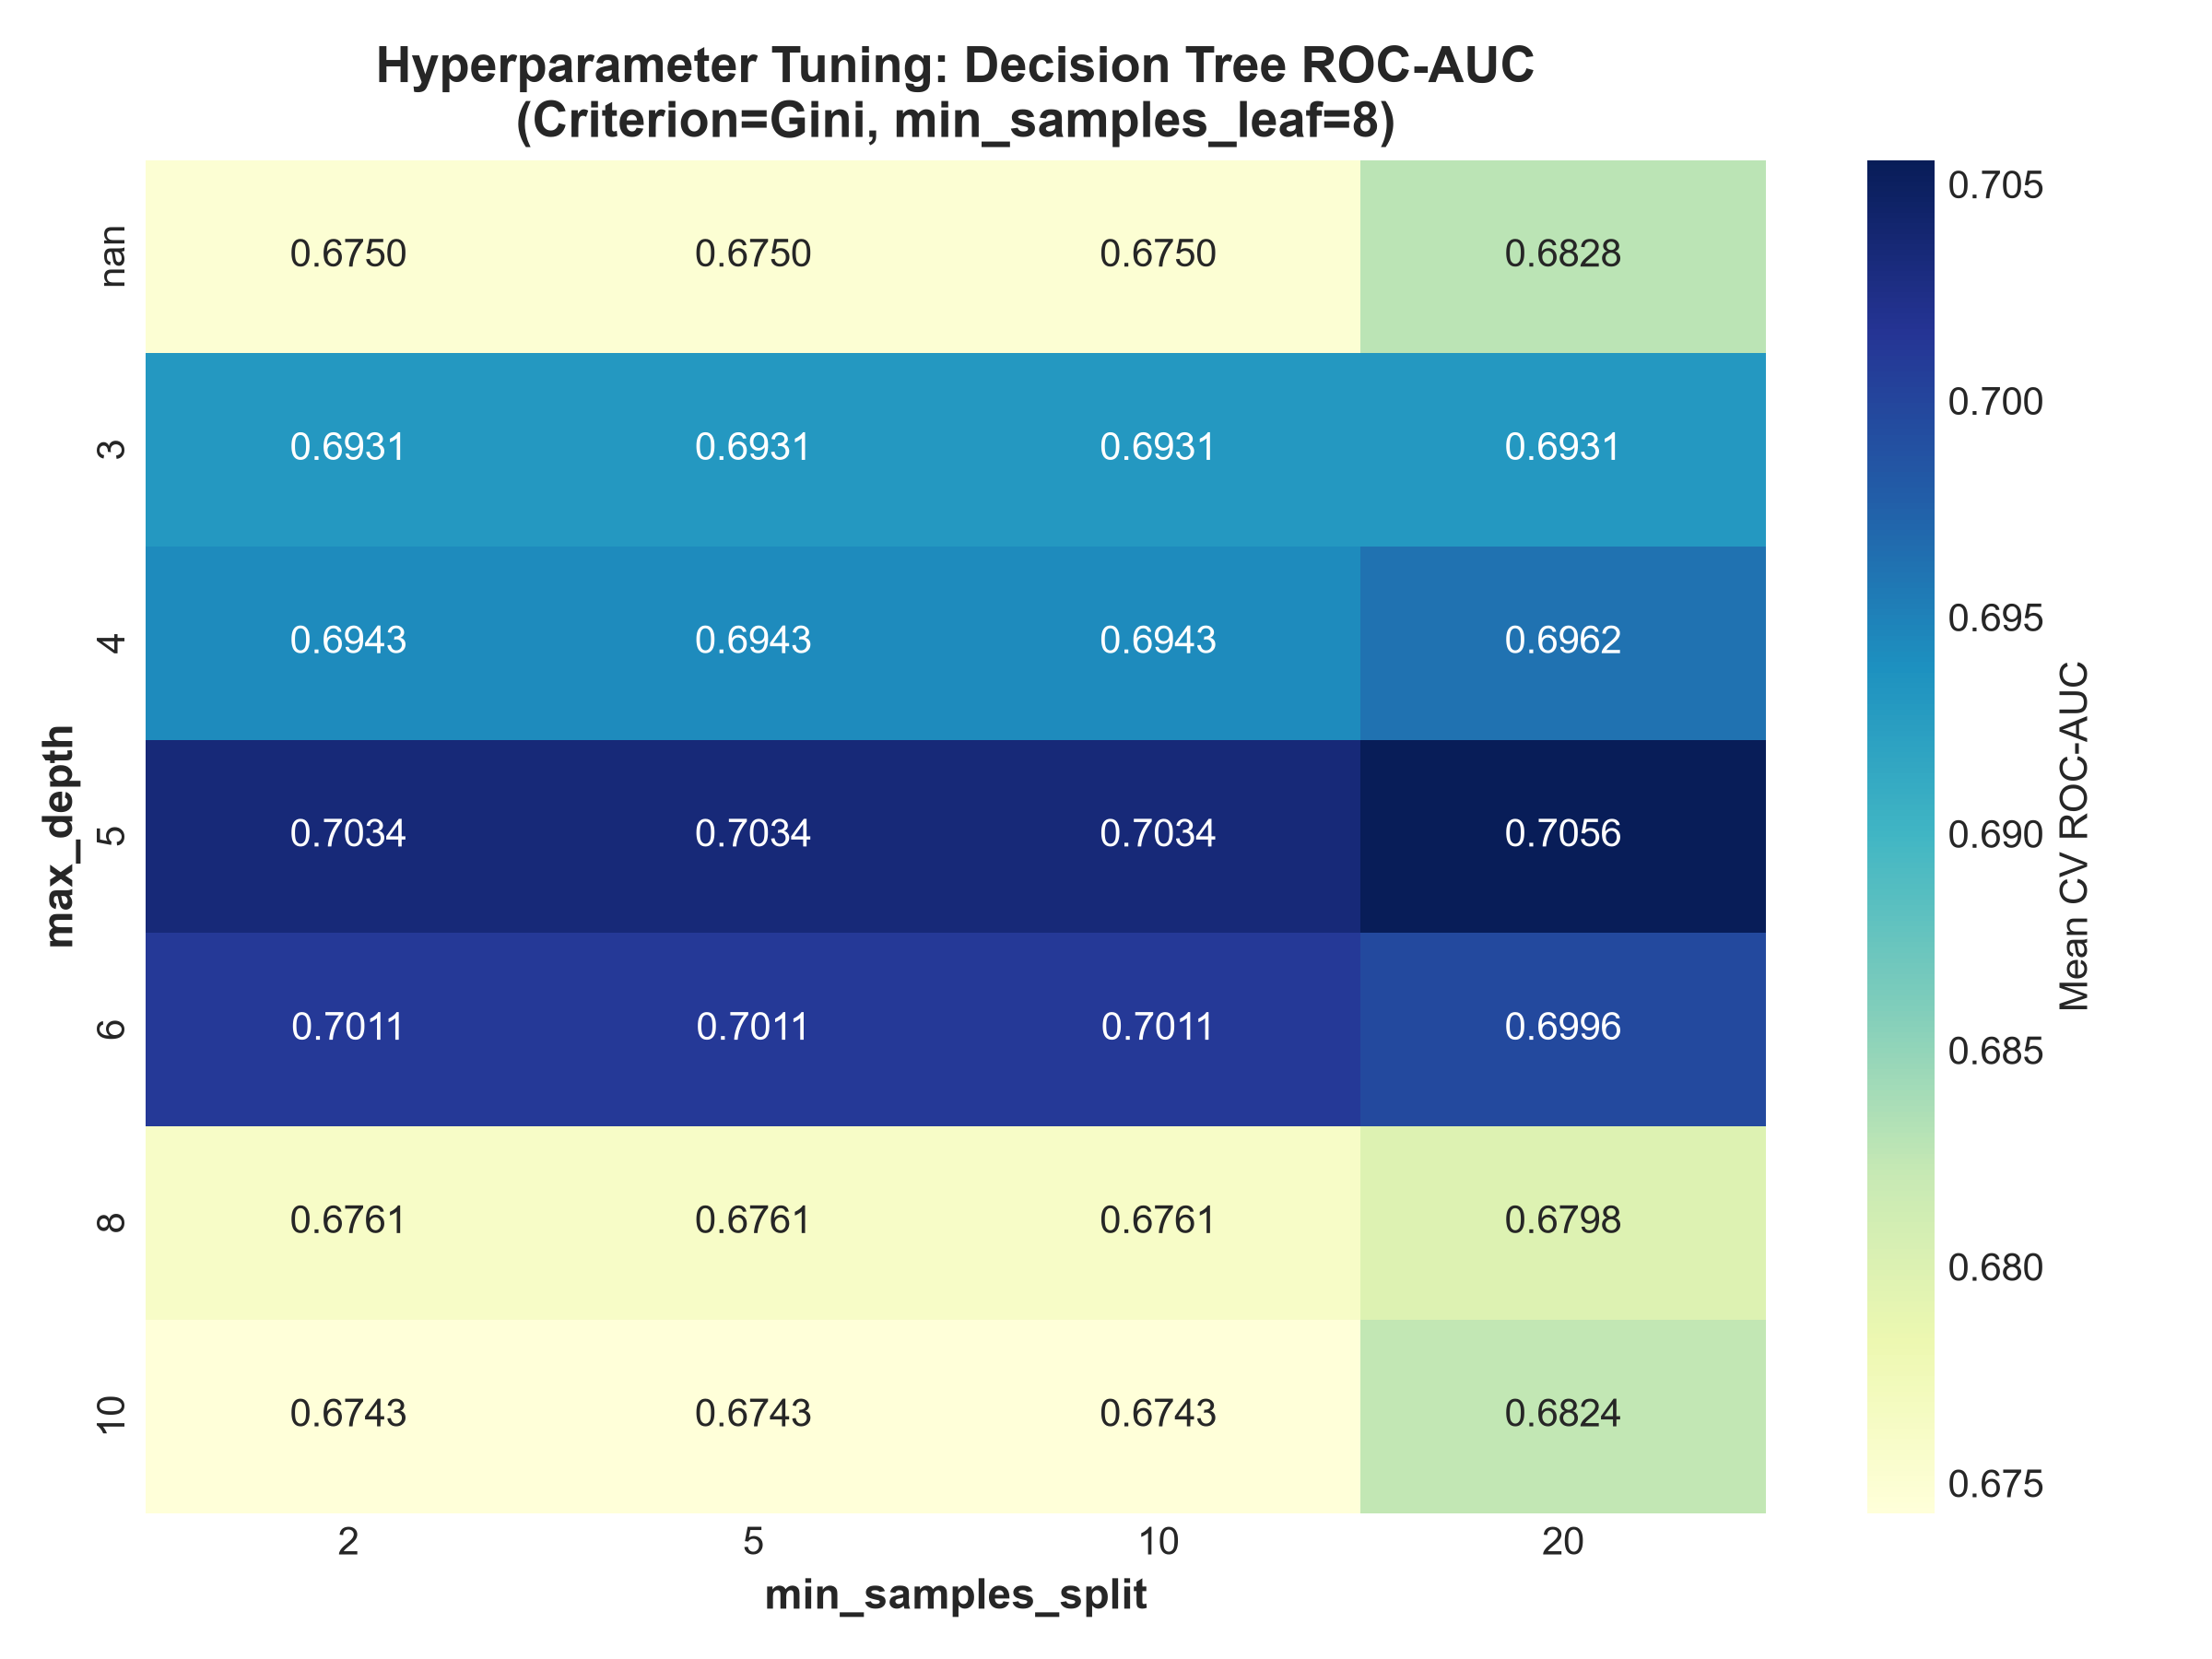 Hyperparameter Tuning: Decision Tree ROC-AUC
(Criterion=Gini, min_samples_leaf=8)
max_depth
nan 0.6750 0.6750 0.6750 0.6828
3 0.6931 0.6931 0.6931 0.6931
4 0.6943 0.6943 0.6943 0.6962
5 0.7034 0.7034 0.7034 0.7056
6 0.7011 0.7011 0.7011 0.6996
8 0.6761 0.6761 0.6761 0.6798
10 0.6743 0.6743 0.6743 0.6824
2 5 10 20
min_samples_split
0.705
0.700
0.695
0.690
0.685
0.680
0.675
Mean CV ROC-AUC